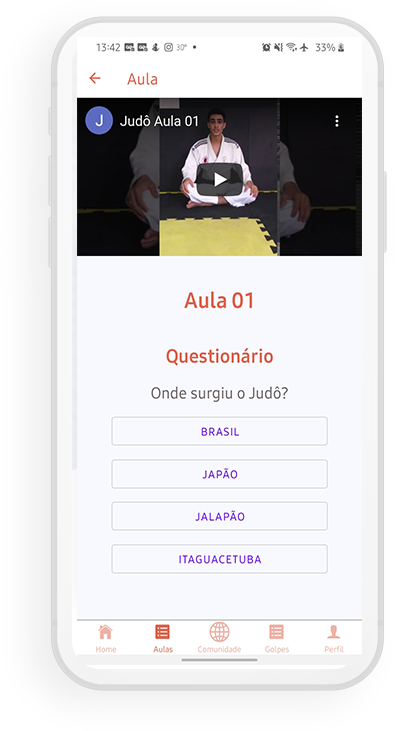 13:42 30° • 33%
Aula
J Judô Aula 01
Aula 01
Questionário
Onde surgiu o Judô?
BRASIL
JAPÃO
JALAPÃO
ITAGUACETUBA
Home Aulas Comunidade Golpes Perfil